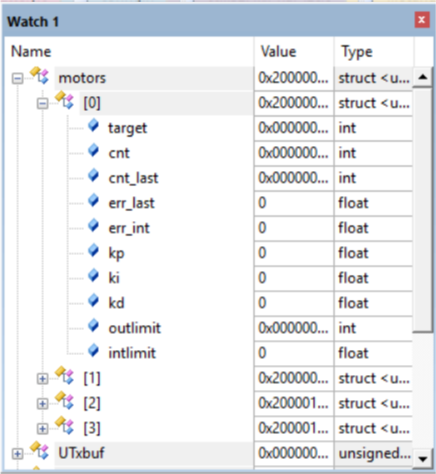 Watch 1
Name Value Type
motors 0x200000... struct <u...
[0] 0x200000... struct <u...
target 0x000000... int
cnt 0x000000... int
cnt_last 0x000000... int
err_last 0 float
err_int 0 float
kp 0 float
ki 0 float
kd 0 float
outlimit 0x000000... int
intlimit 0 float
[1] 0x200000... struct <u...
[2] 0x200001... struct <u...
[3] 0x200001... struct <u...
UTxbuf 0x000000... unsigned...